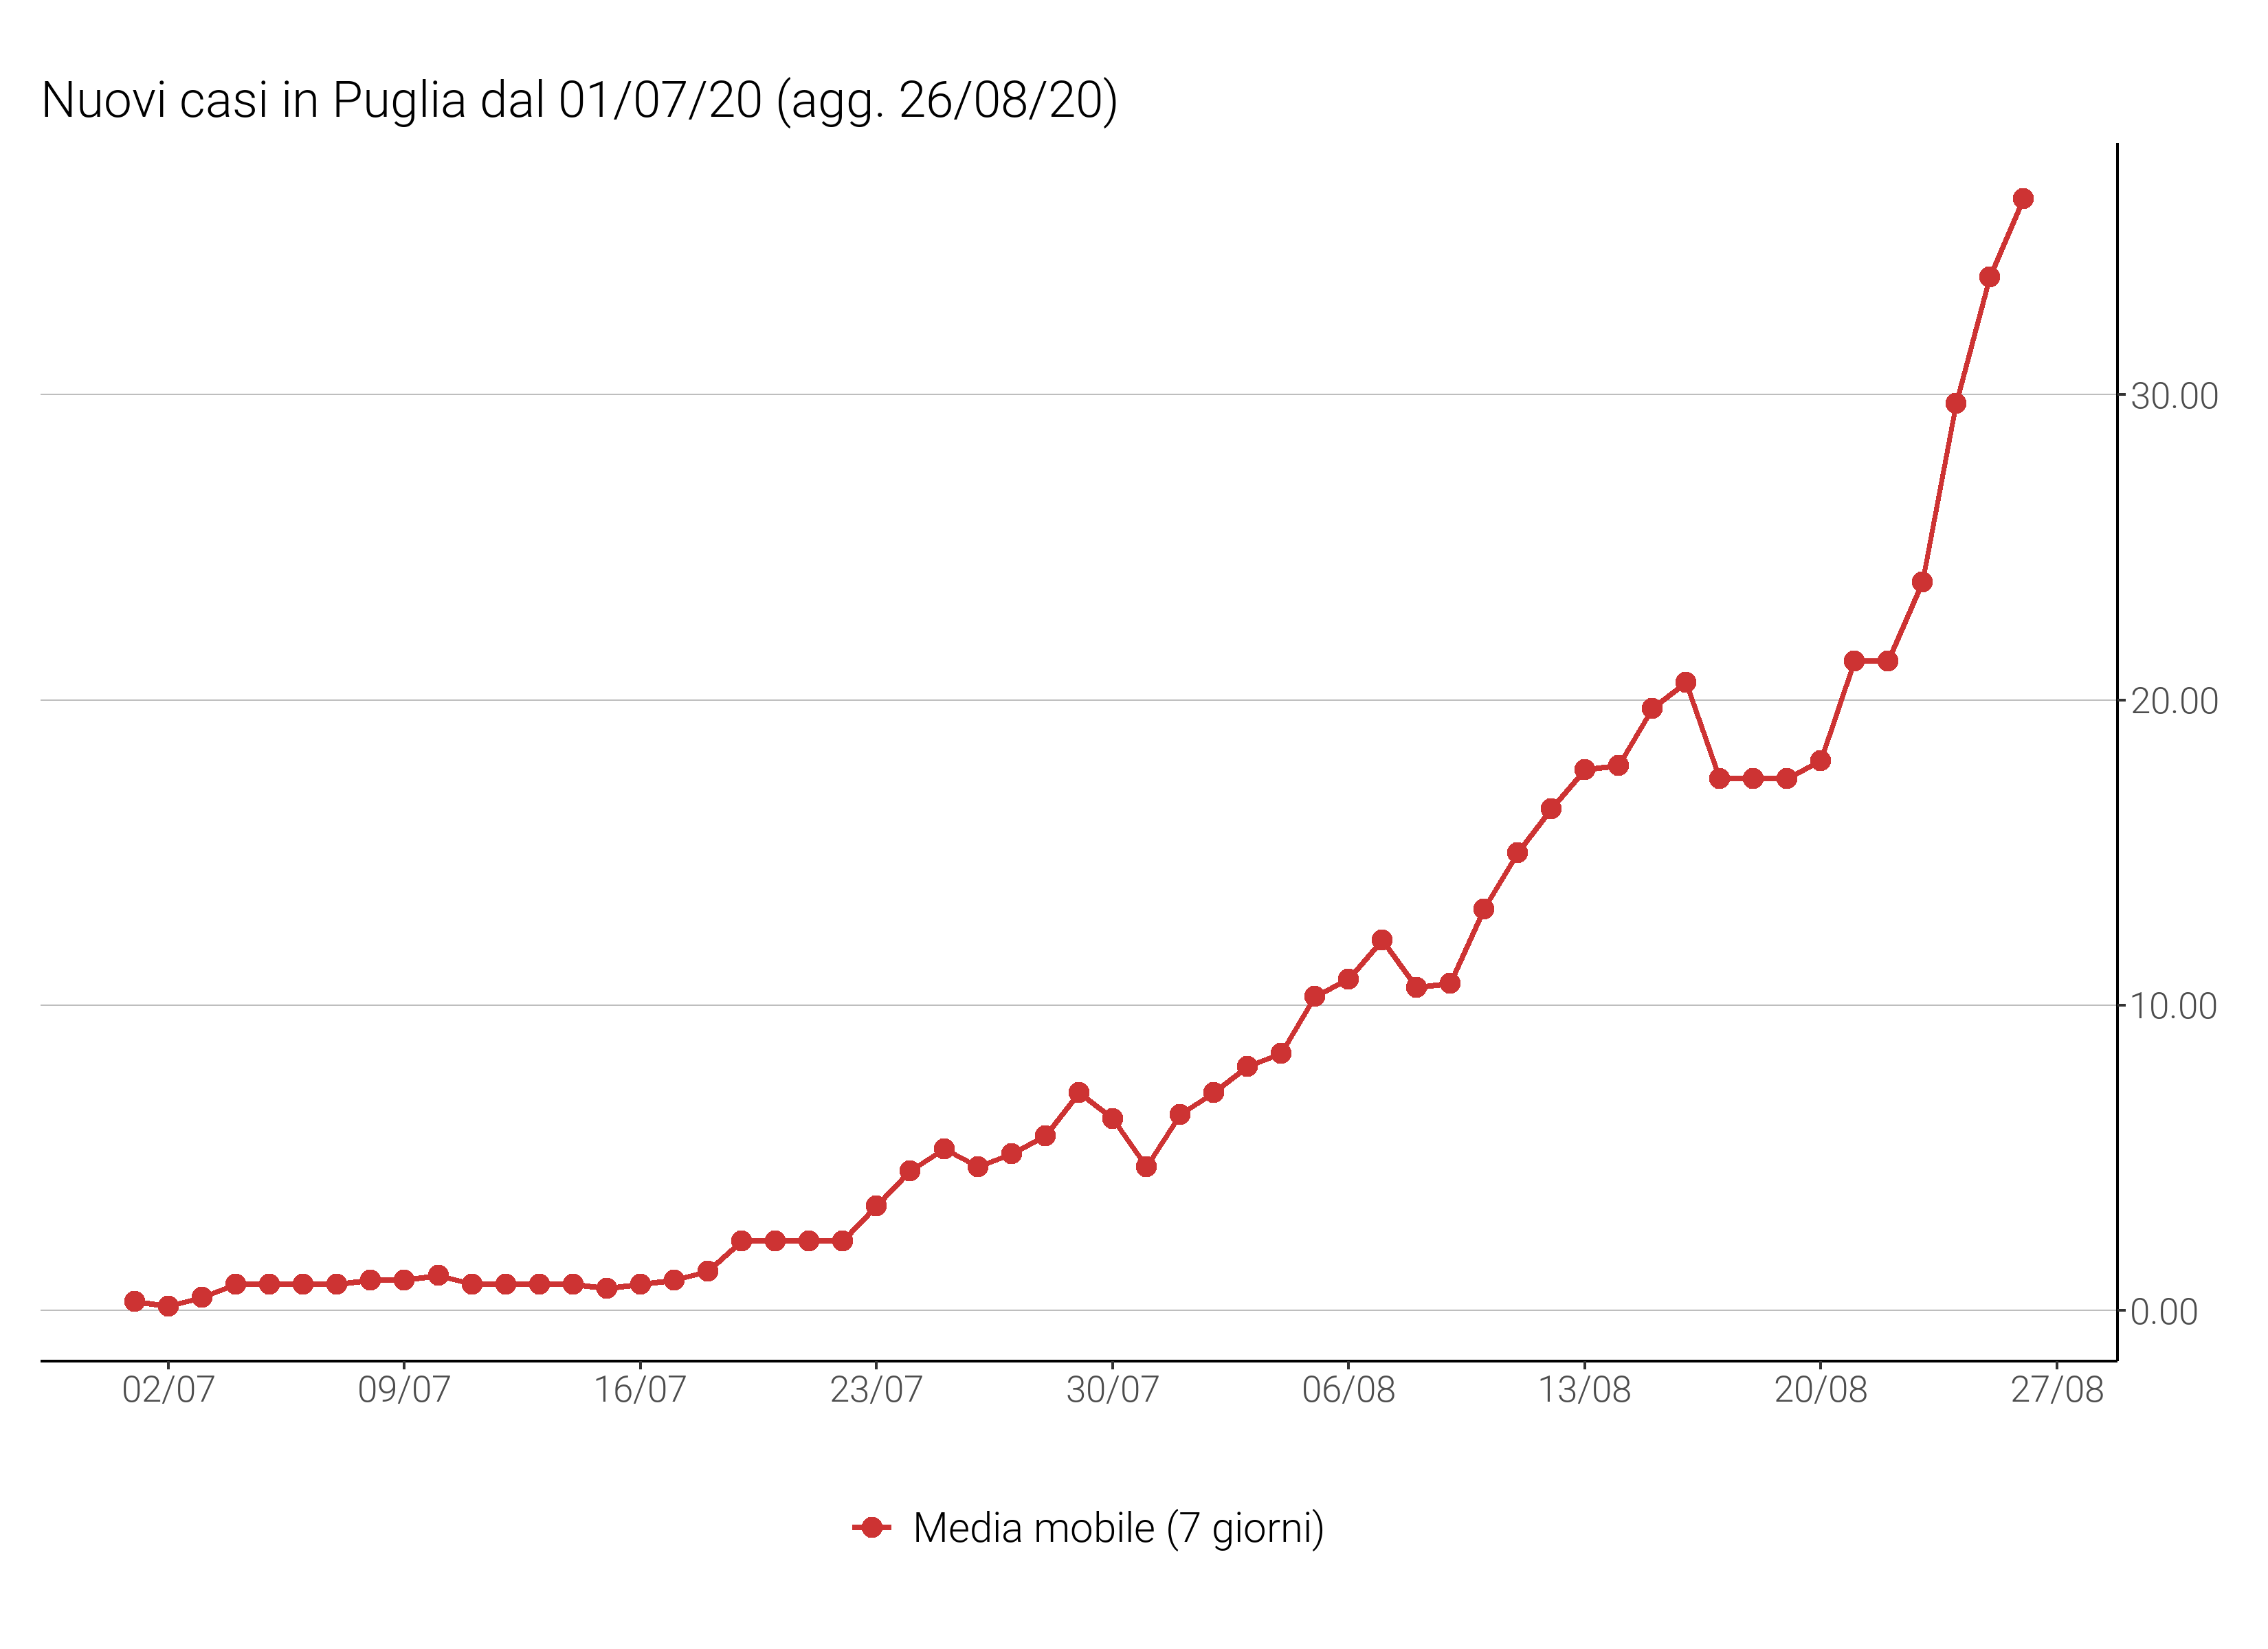 Nuovi casi in Puglia dal 01/07/20 (agg. 26/08/20)
30.00
20.00
10.00
0.00
02/07 09/07 16/07 23/07 30/07 06/08 13/08 20/08 27/08
Media mobile (7 giorni)